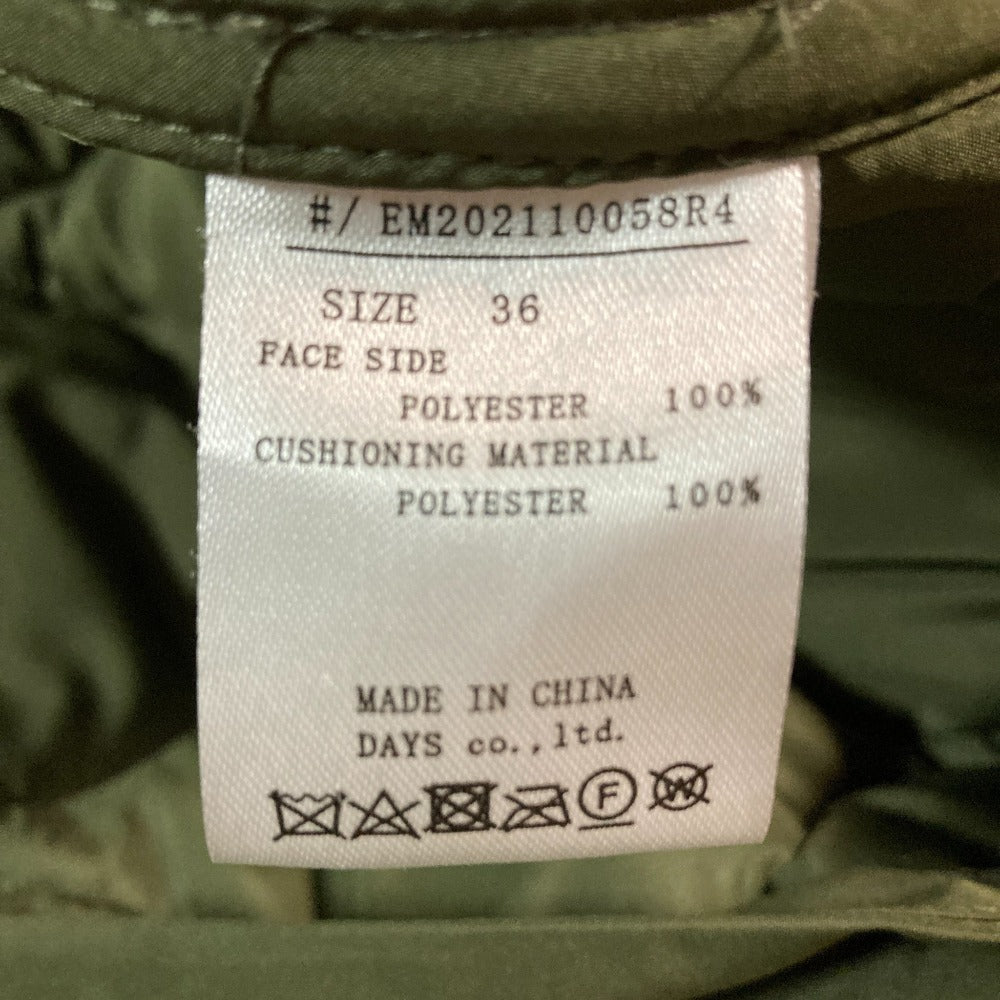 #/ EM202110058R4
SIZE 36
FACE SIDE
POLYESTER 100%
CUSHIONING MATERIAL
POLYESTER 100%
MADE IN CHINA
DAYS co.,ltd.
F W